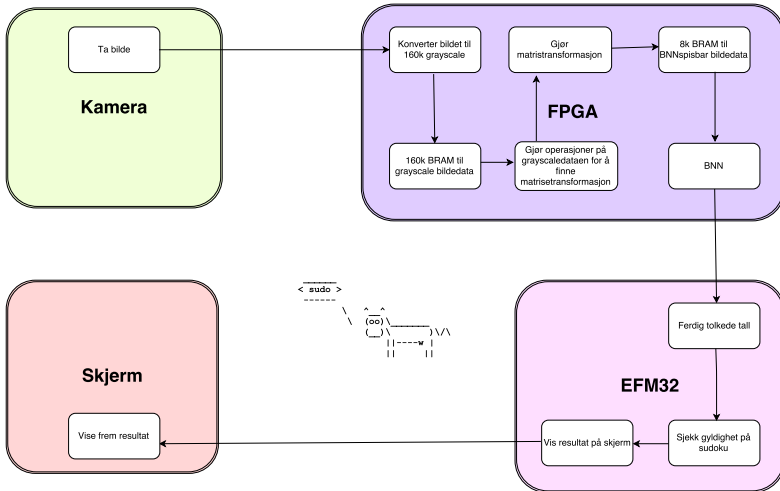 Ta bilde
Kamera
Konverter bildet til
160k grayscale
Gjør
matristransformasjon
8k BRAM til
BNNspisbar bildedata
FPGA
160k BRAM til
grayscale bildedata
Gjør operasjoner på
grayscaledataen for å
finne
matrisetransformasjon
BNN
< sudo >
(oo)
w
Ferdig tolkede tall
Skjerm
EFM32
Vise frem resultat
Vis resultat på skjerm
Sjekk gyldighet på
sudoku